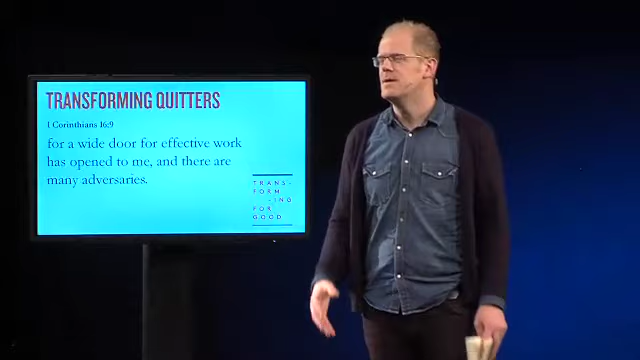 TRANSFORMING QUITTERS
1 Corinthians 16:9
for a wide door for effective work
has opened to me, and there are
many adversaries.
TRANS-
FORM
-ING
FOR
GOOD